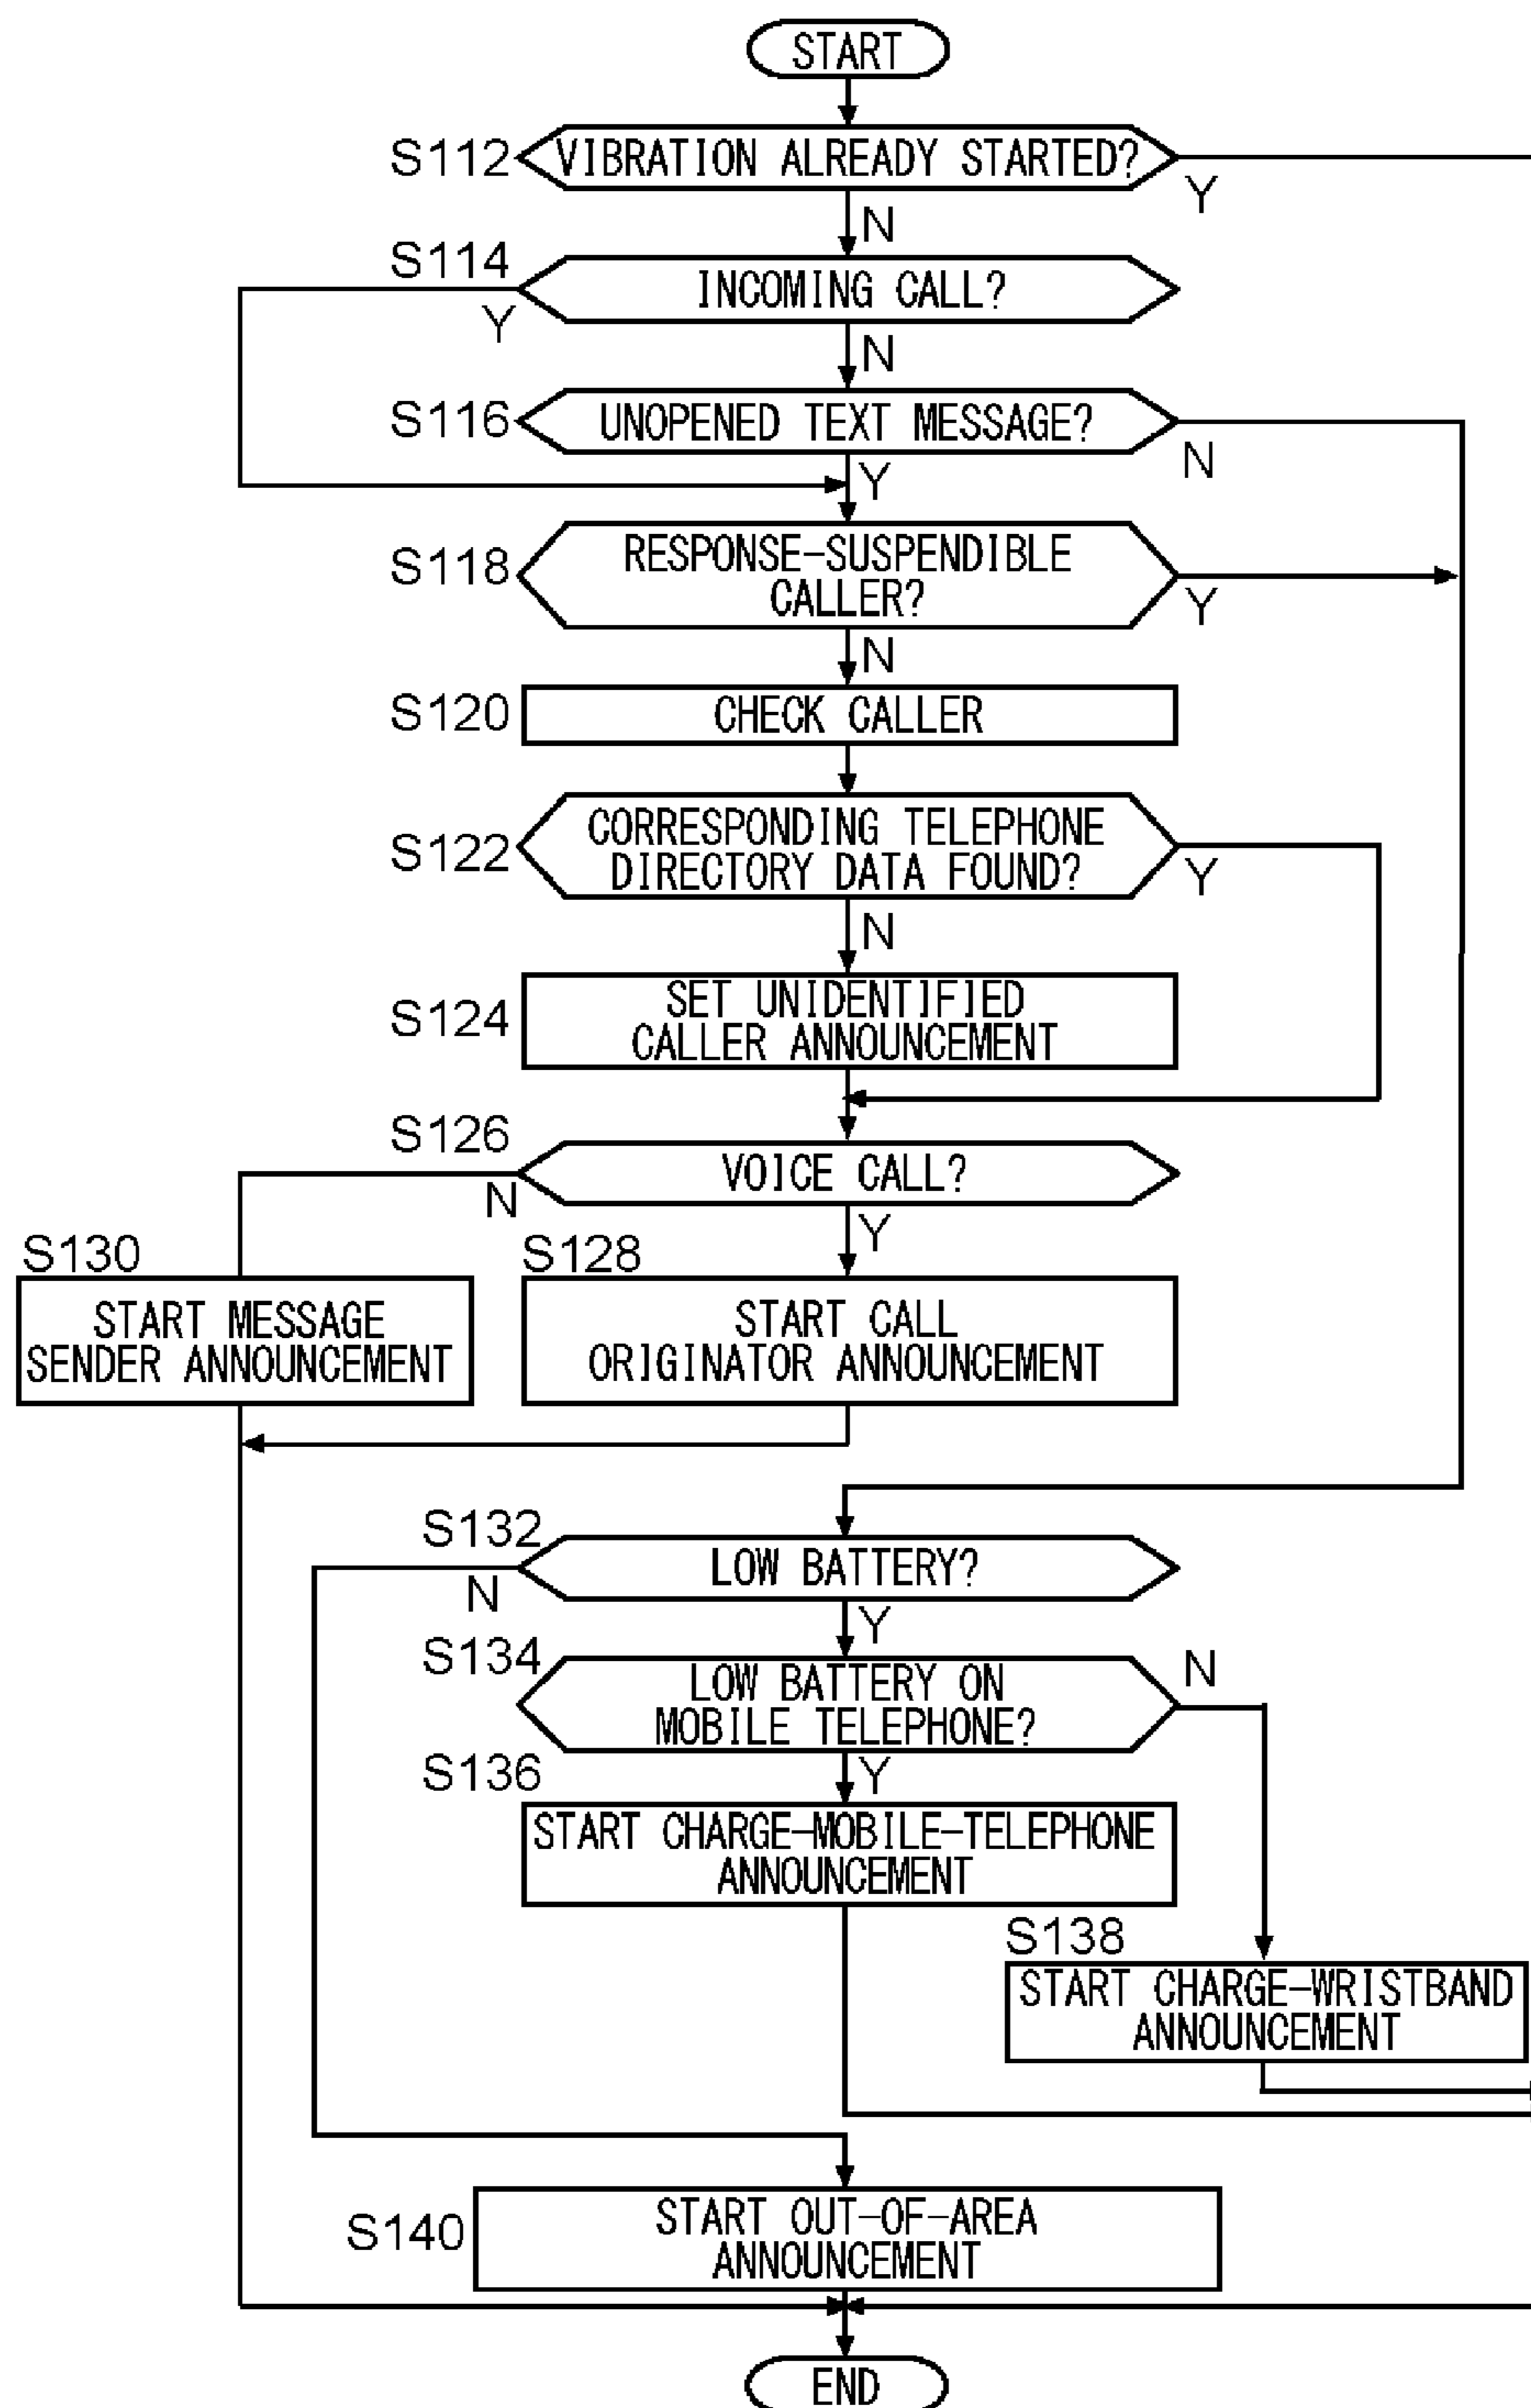 START
S112
VIBRATION ALREADY STARTED?
Y
N
S114
INCOMING CALL?
Y
N
S116
UNOPENED TEXT MESSAGE?
N
Y
S118
RESPONSE-SUSPENDIBLE
CALLER?
Y
N
S120
CHECK CALLER
S122
CORRESPONDING TELEPHONE
DIRECTORY DATA FOUND?
Y
N
S124
SET UNIDENTIFIED
CALLER ANNOUNCEMENT
S126
VOICE CALL?
N
Y
S130
START MESSAGE
SENDER ANNOUNCEMENT
S128
START CALL
ORIGINATOR ANNOUNCEMENT
S132
LOW BATTERY?
N
Y
S134
LOW BATTERY ON
MOBILE TELEPHONE?
N
Y
S136
START CHARGE-MOBILE-TELEPHONE
ANNOUNCEMENT
S138
START CHARGE-WRISTBAND
ANNOUNCEMENT
S140
START OUT-OF-AREA
ANNOUNCEMENT
END